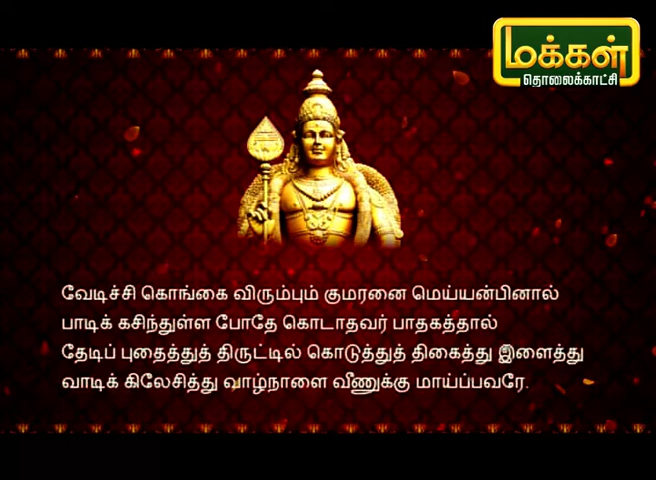 மக்கள்
தொலைக்காட்சி
வேடிச்சி கொங்கை விரும்பும் குமரனை மெய்யன்பினால்
பாடிக் கசிந்துள்ள போதே கொடாதவர் பாதகத்தால்
தேடிப் புதைத்துத் திருட்டில் கொடுத்துத் திகைத்து இளைத்து
வாடிக் கிலேசித்து வாழ்நாளை வீணுக்கு மாய்ப்பவரே.